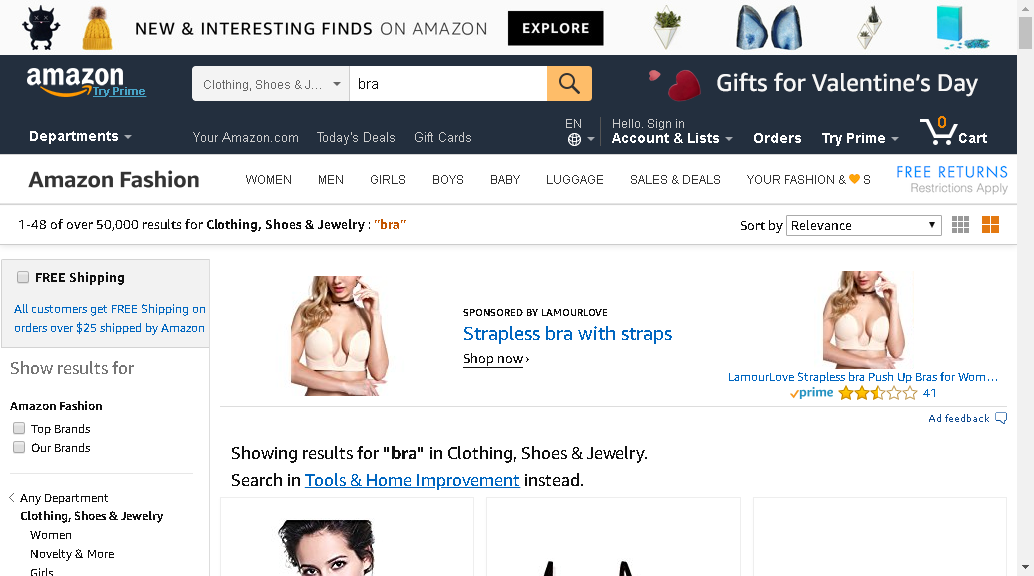 NEW & INTERESTING FINDS ON AMAZON EXPLORE
amazon
Try Prime
Clothing, Shoes & J...
bra
Gifts for Valentine's Day
Departments
Your Amazon.com Today's Deals Gift Cards
EN
Hello. Sign in
Account & Lists
Orders
Try Prime
0
Cart
Amazon Fashion
WOMEN MEN GIRLS BOYS BABY LUGGAGE SALES & DEALS YOUR FASHION & 🧡 S
FREE RETURNS
Restrictions Apply
1-48 of over 50,000 results for Clothing, Shoes & Jewelry : "bra"
Sort by Relevance
FREE Shipping
All customers get FREE Shipping on
orders over $25 shipped by Amazon
Show results for
Amazon Fashion
Top Brands
Our Brands
Any Department
Clothing, Shoes & Jewelry
Women
Novelty & More
Girls
SPONSORED BY LAMOURLOVE
Strapless bra with straps
Shop now ›
LamourLove Strapless bra Push Up Bras for Wom...
prime 41
Ad feedback
Showing results for "bra" in Clothing, Shoes & Jewelry.
Search in Tools & Home Improvement instead.